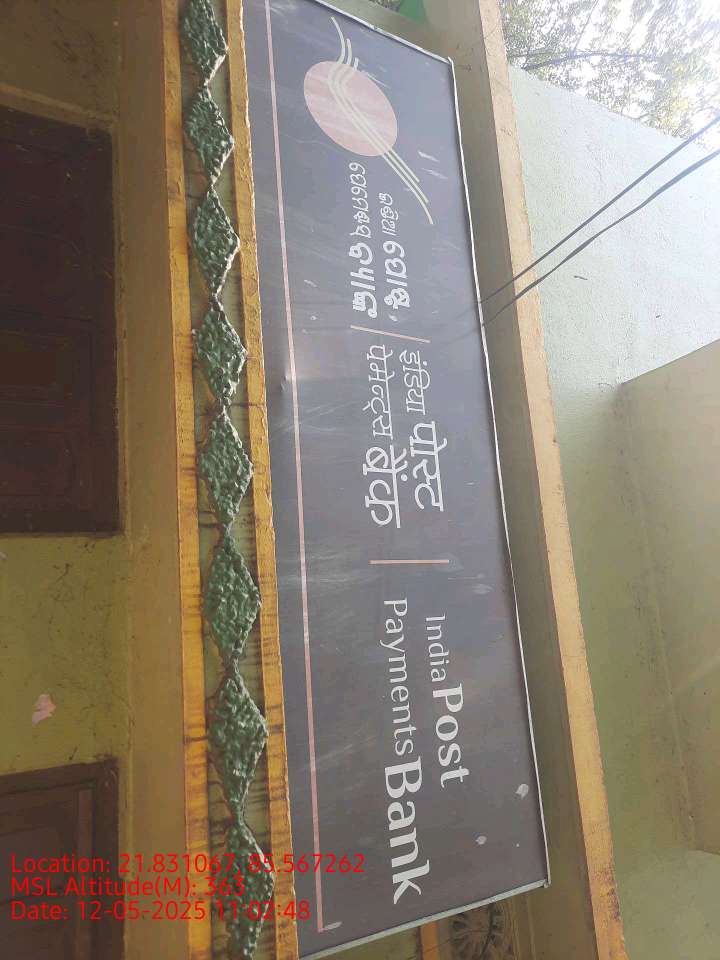 ଇଣ୍ଡିଆ ପୋଷ୍ଟ
ପେମେଣ୍ଟସ୍ ବ୍ୟାଙ୍କ
इंडिया पोस्ट
पेमेन्ट्स बैंक
India Post
Payments Bank
Location: 21.831067, 85.567262
MSL Altitude(M): 363
Date: 12-05-2025 11:02:48